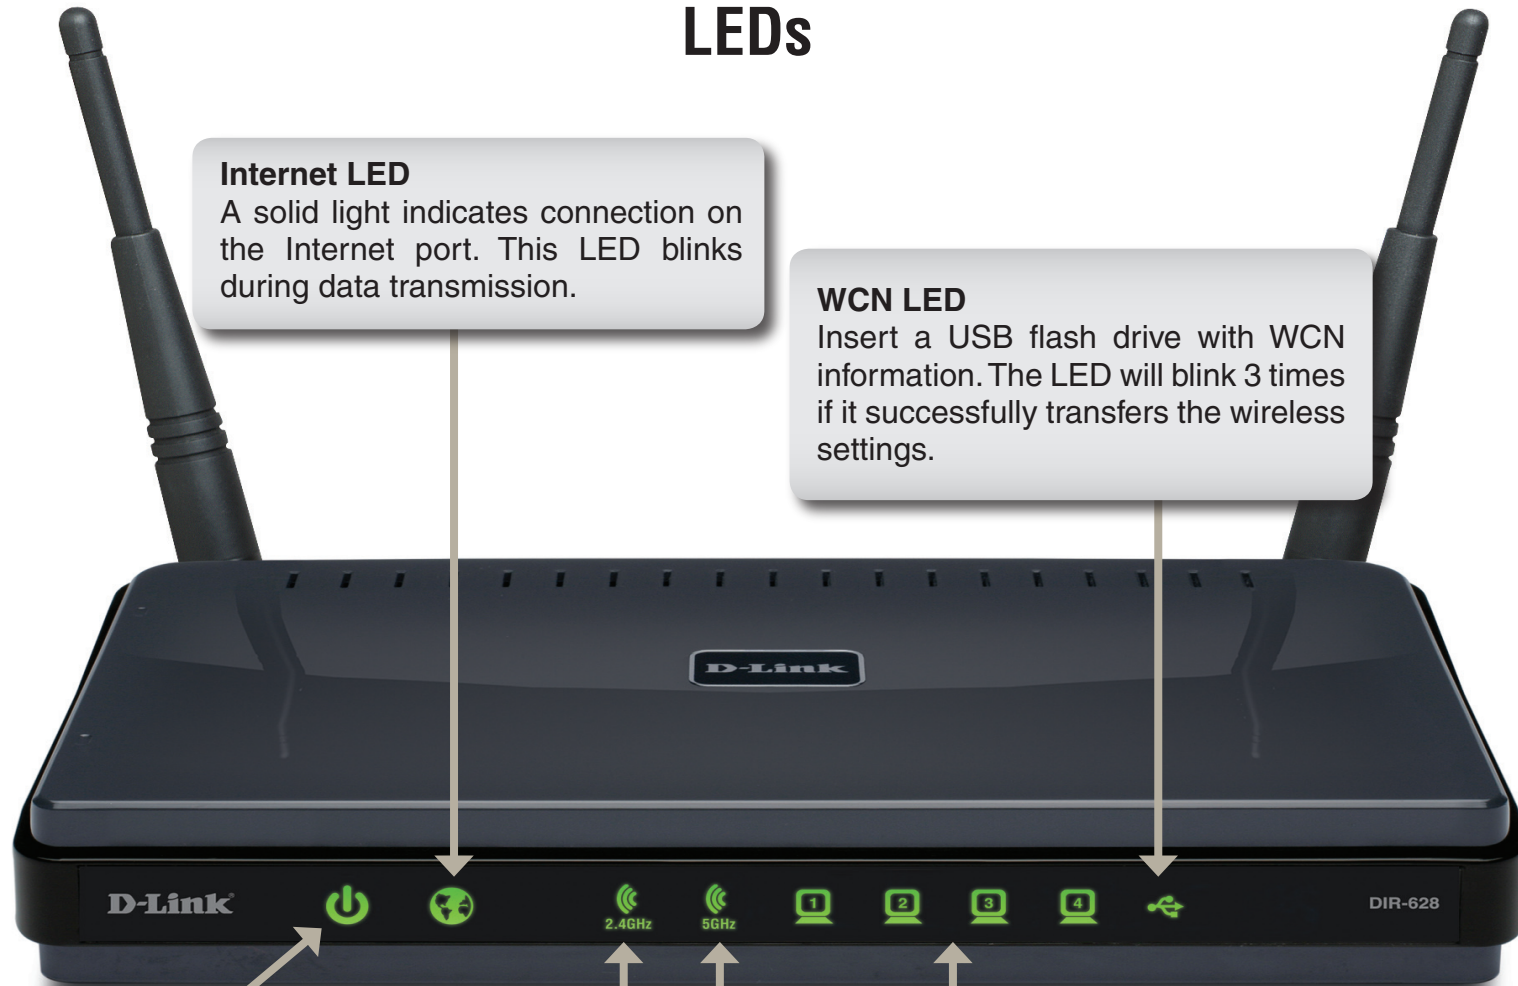 LEDs
Internet LED
A solid light indicates connection on
the Internet port. This LED blinks
during data transmission.
WCN LED
Insert a USB flash drive with WCN
information. The LED will blink 3 times
if it successfully transfers the wireless
settings.
D-Link
D-Link
2.4GHz
5GHz
1
2
3
4
DIR-628